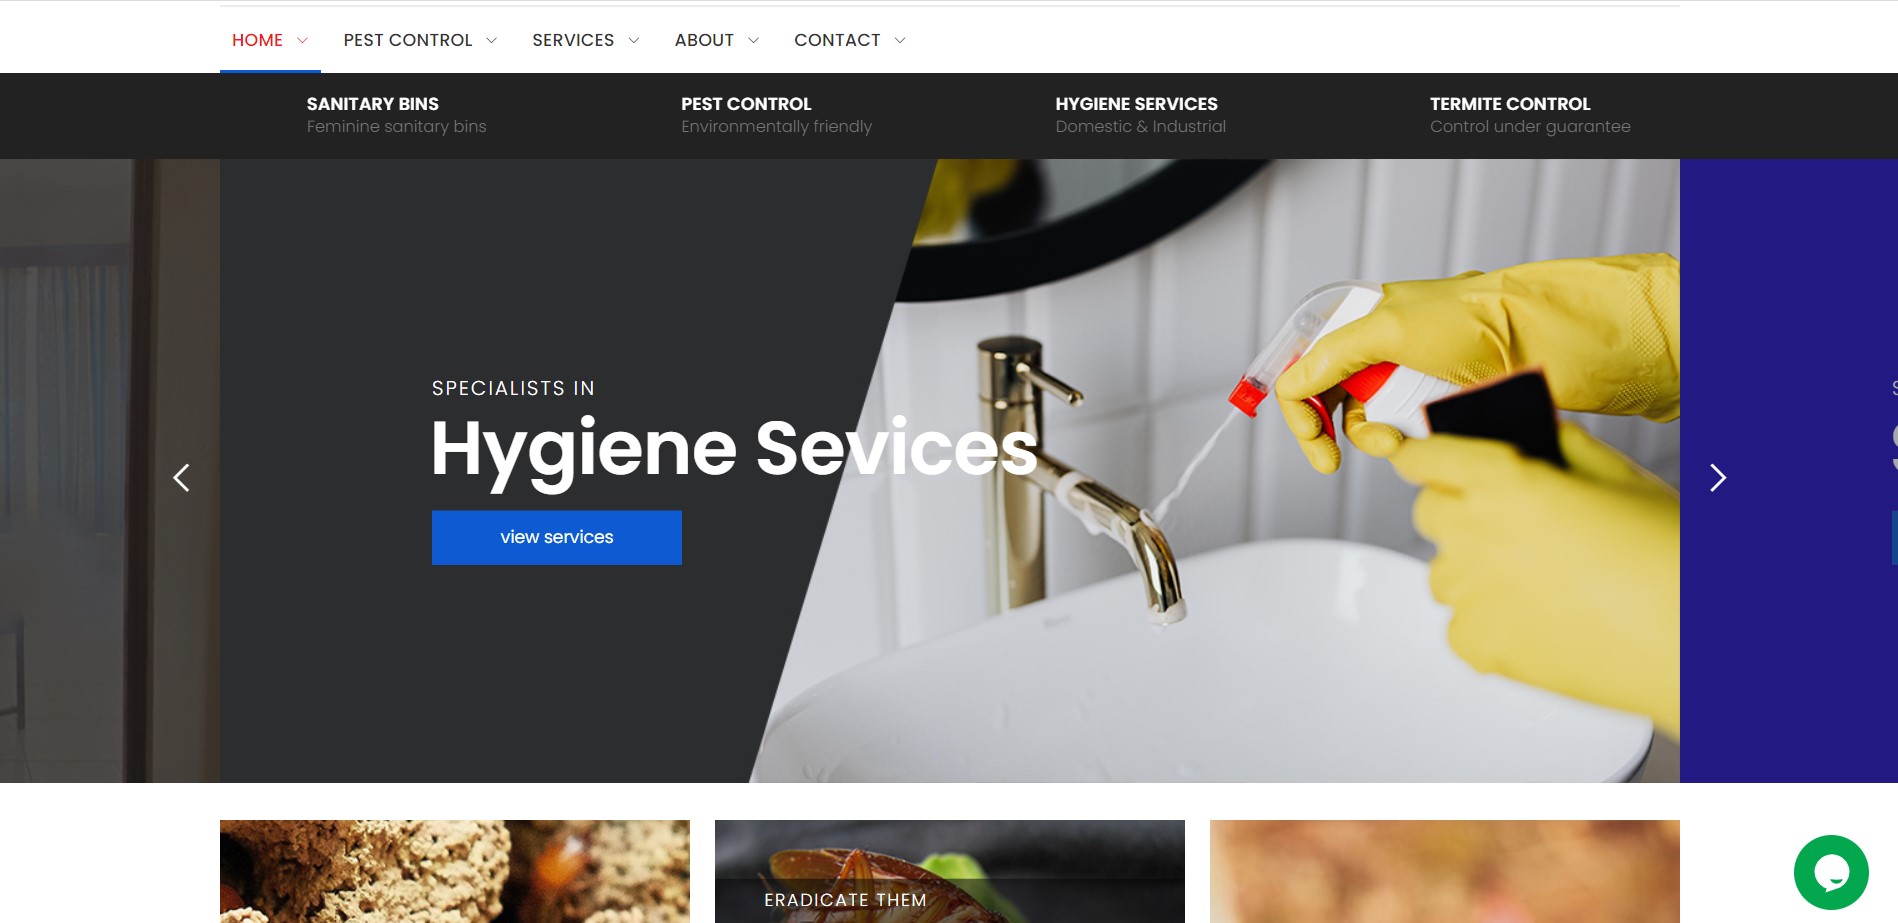 HOME PEST CONTROL SERVICES ABOUT CONTACT
SANITARY BINS
Feminine sanitary bins
PEST CONTROL
Environmentally friendly
HYGIENE SERVICES
Domestic & Industrial
TERMITE CONTROL
Control under guarantee
SPECIALISTS IN
Hygiene Sevices
view services
ERADICATE THEM